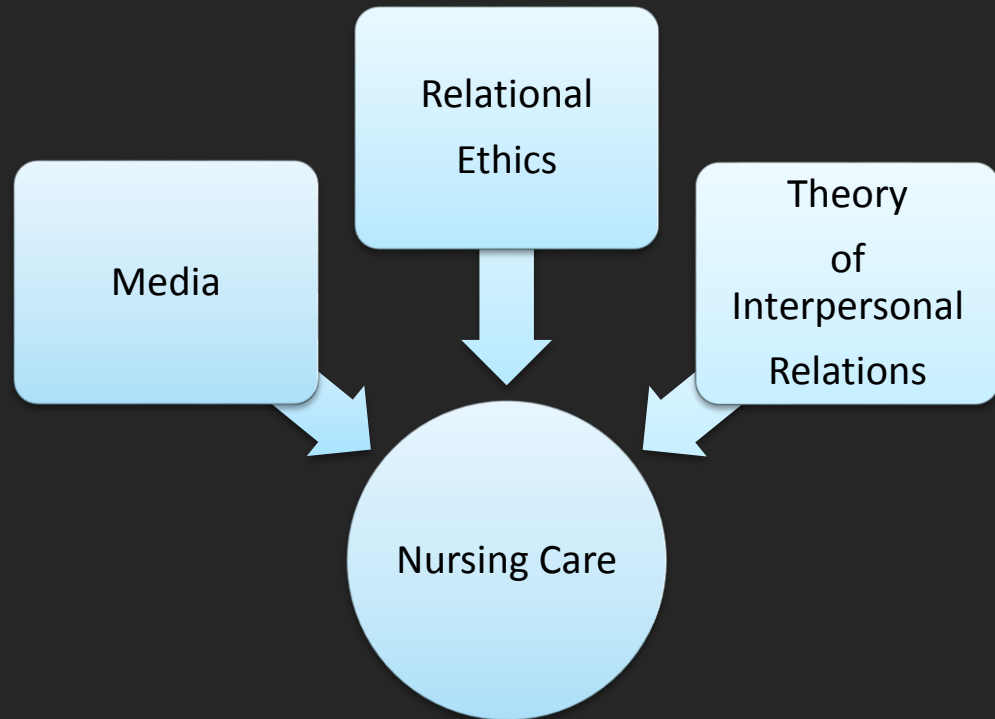 Relational
Ethics
Media
Theory
of
Interpersonal
Relations
Nursing Care